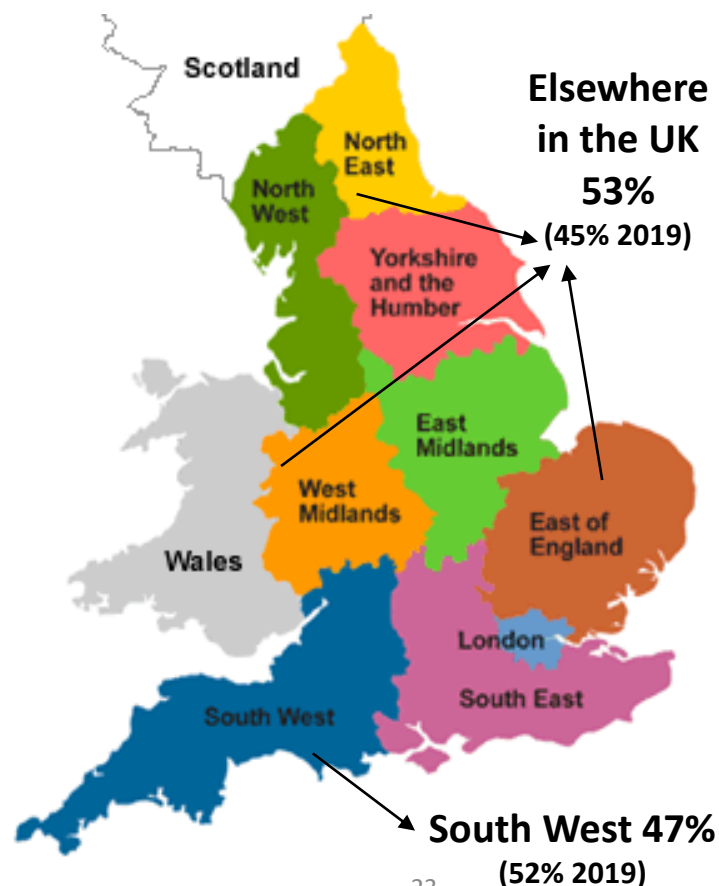 Scotland
Elsewhere
in the UK
53%
(45% 2019)
North
East
North
West
Yorkshire
and the
Humber
East
Midlands
West
Midlands
East of
England
Wales
London
South East
South West
South West 47%
(52% 2019)